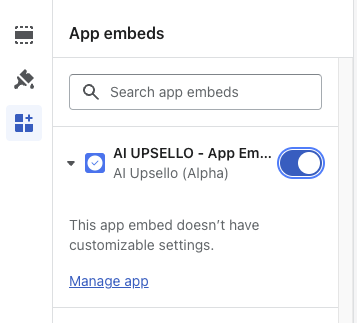 App embeds
Search app embeds
AI UPSELLO - App Em...
AI Upsello (Alpha)
This app embed doesn't have
customizable settings.
Manage app